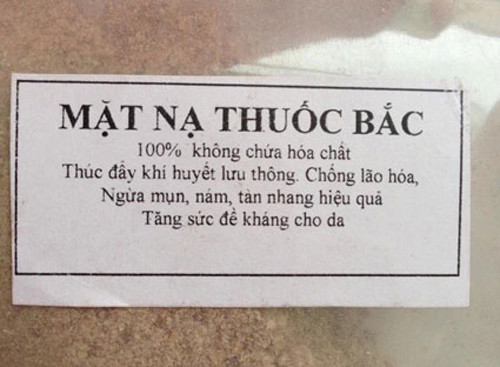 MẶT NẠ THUỐC BẮC
100% không chứa hóa chất
Thúc đẩy khí huyết lưu thông. Chống lão hóa,
Ngừa mụn, nám, tàn nhang hiệu quả
Tăng sức đề kháng cho da